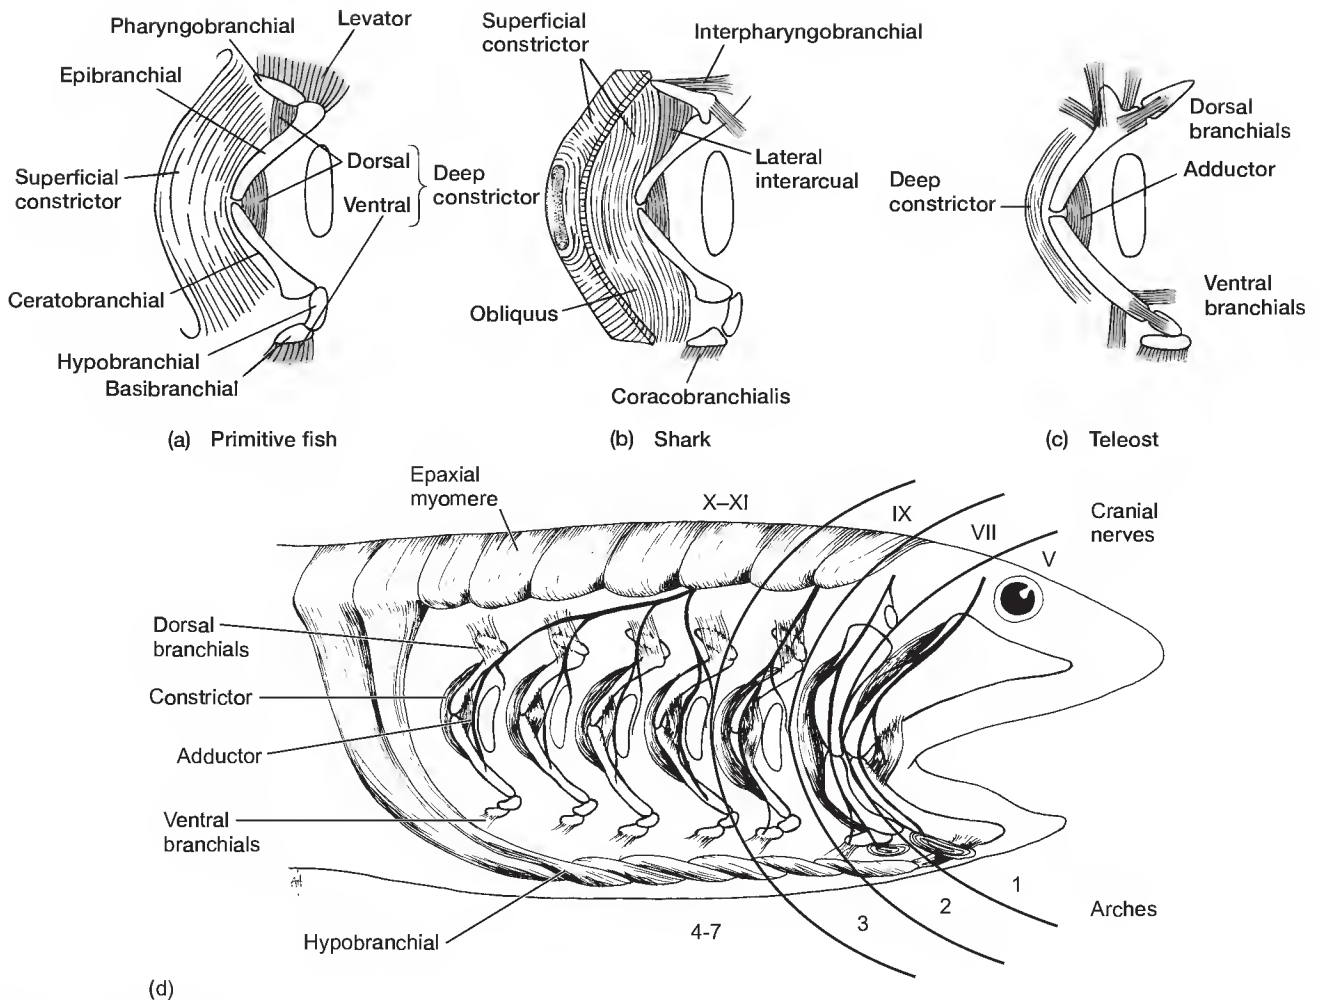 Pharyngobranchial
Levator
Epibranchial
Superficial
constrictor
Dorsal
Ventral
Deep
constrictor
Ceratobranchial
Hypobranchial
Basibranchial
(a) Primitive fish
Superficial
constrictor
Interpharyngobranchial
Lateral
interarcual
Obliquus
Coracobranchialis
(b) Shark
Dorsal
branchials
Adductor
Deep
constrictor
Ventral
branchials
(c) Teleost
Epaxial
myomere
X–XI
IX
VII
V
Cranial
nerves
Dorsal
branchials
Constrictor
Adductor
Ventral
branchials
Hypobranchial
4-7
3
2
1
Arches
(d)